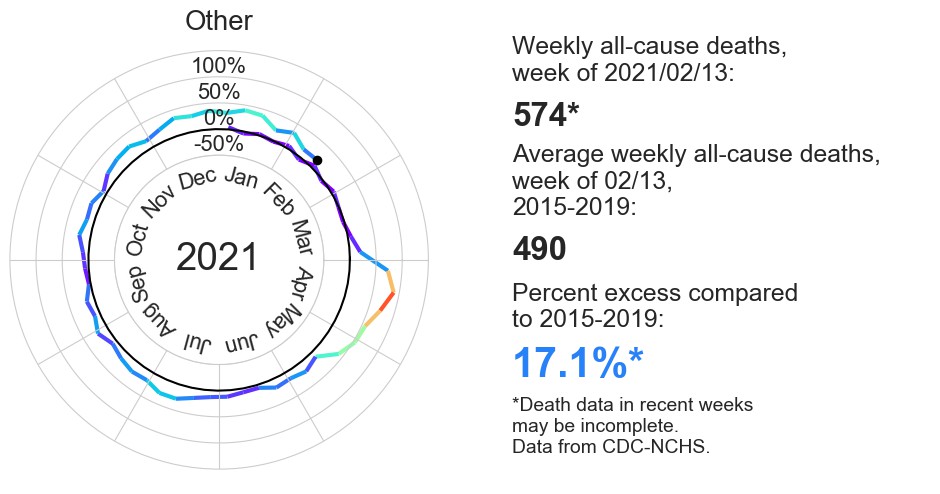 Other
100%
50%
0%
-50%
Jan
Feb
Mar
Apr
May
Jun
Jul
Aug
Sep
Oct
Nov
Dec
2021
Weekly all-cause deaths,
week of 2021/02/13:
574*
Average weekly all-cause deaths,
week of 02/13,
2015-2019:
490
Percent excess compared
to 2015-2019:
17.1%*
*Death data in recent weeks
may be incomplete.
Data from CDC-NCHS.